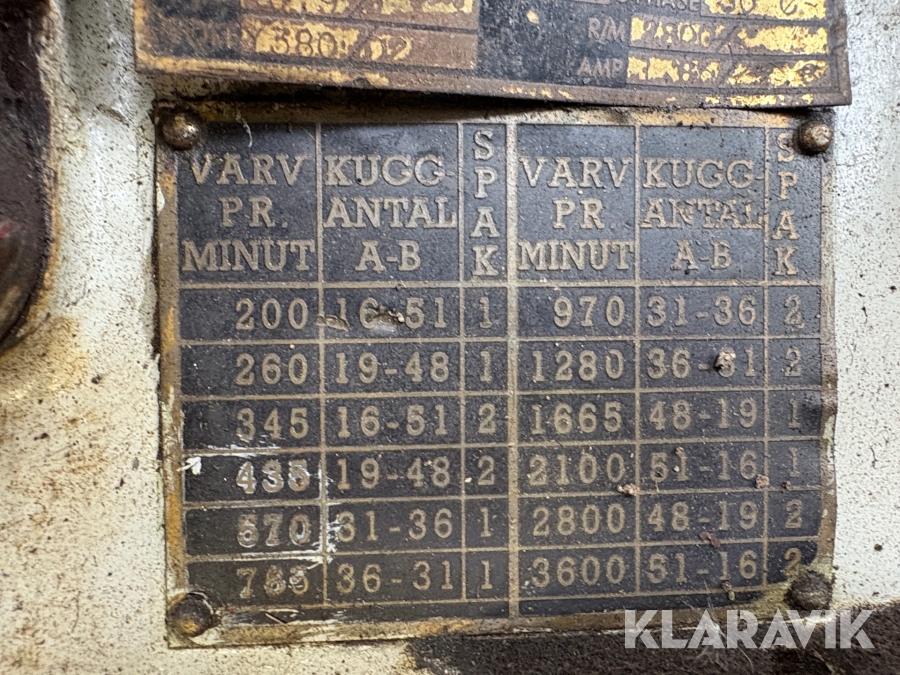 PHASE 50
380
R/M
AMP
VARV PR. MINUT | KUGG- ANTAL A-B | SPAK | VARV PR MINUT | KUGG- ANTAL A-B | SPAK
200 16-51 1 970 31-36 2
260 19-48 1 1280 36-31 2
345 16-51 2 1665 48-19 1
435 19-48 2 2100 51-16 1
570 31-36 1 2800 48-19 2
765 36-31 1 3600 51-16 2
KLARAVIK